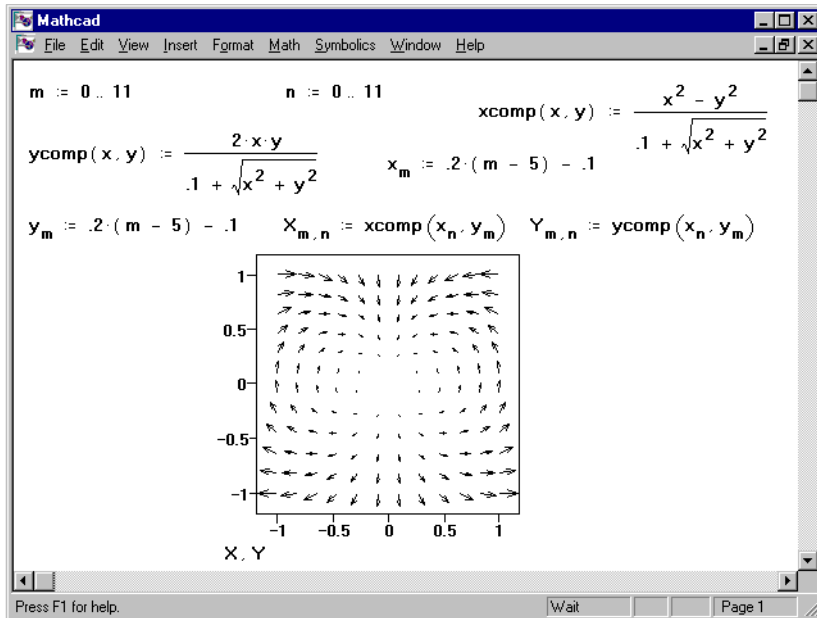 Mathcad
File Edit View Insert Format Math Symbolics Window Help
m := 0 .. 11
n := 0 .. 11
xcomp(x, y) := (x² − y²) / (.1 + √(x² + y²))
ycomp(x, y) := (2·x·y) / (.1 + √(x² + y²))
xₘ := .2·(m − 5) − .1
yₘ := .2·(m − 5) − .1
Xₘ,ₙ := xcomp(xₙ, yₘ)
Yₘ,ₙ := ycomp(xₙ, yₘ)
1
0.5
0
−0.5
−1
−1 −0.5 0 0.5 1
X, Y
Press F1 for help.
Wait
Page 1